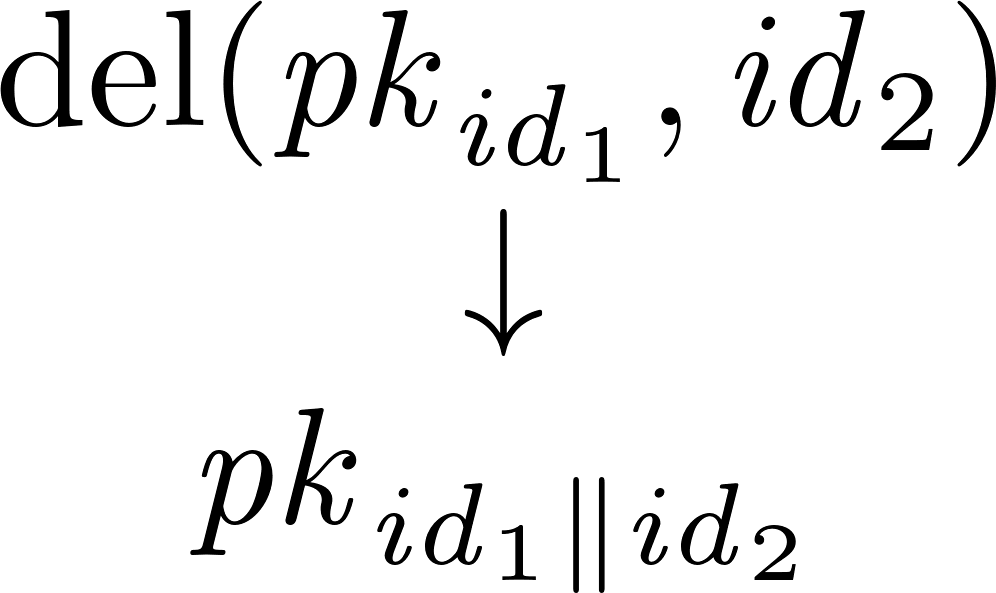 del(pk_{id_1}, id_2)
↓
pk_{id_1∥id_2}